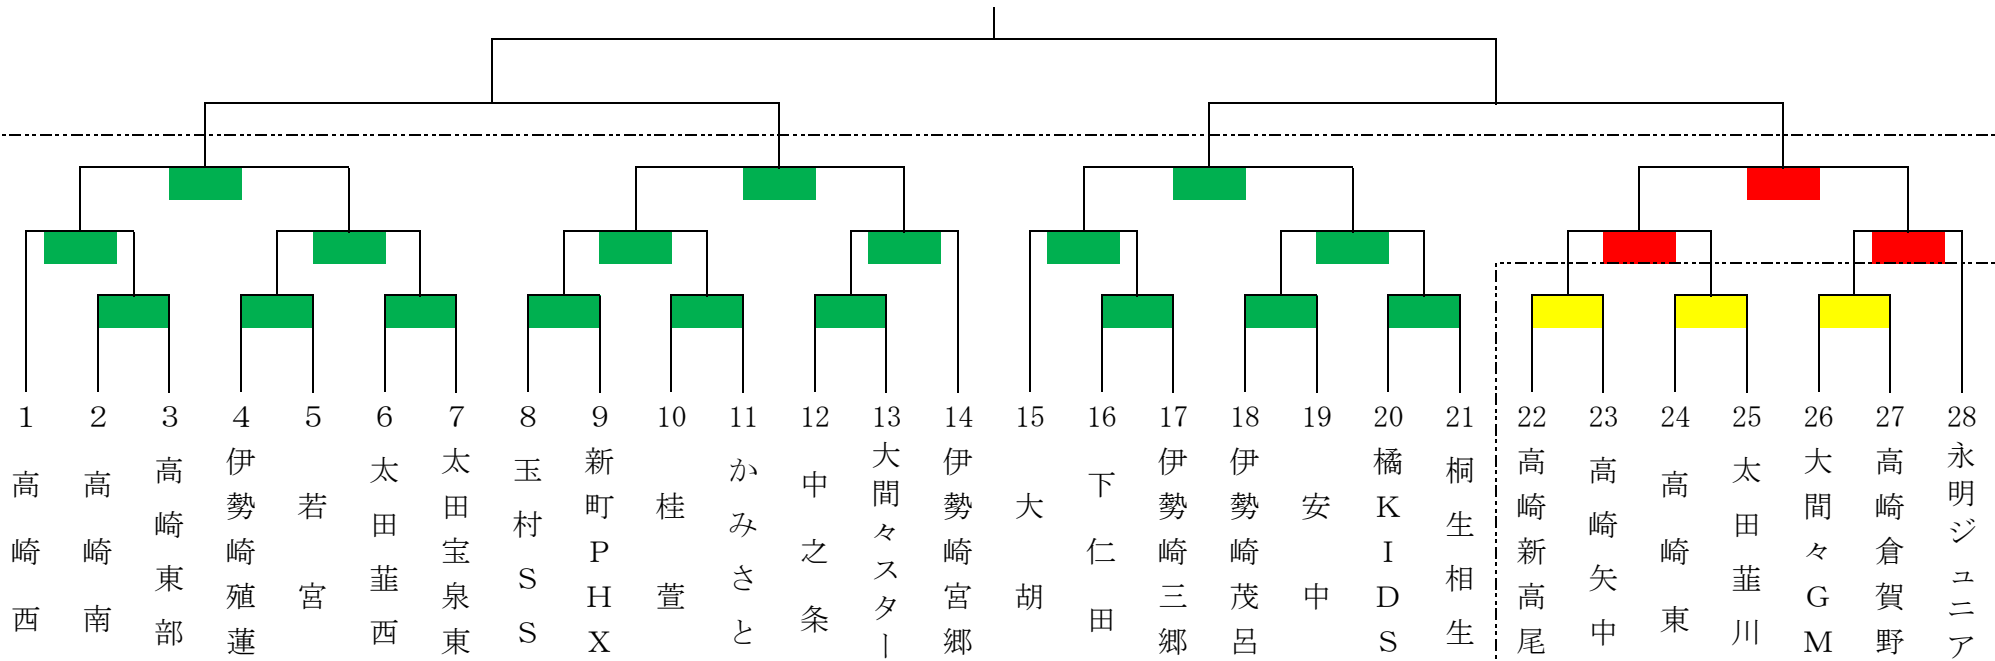 1 高崎西
2 高崎南
3 高崎東部
4 伊勢崎殖蓮
5 若宮
6 太田韮西
7 太田宝泉東
8 玉村SS
9 新町PHX
10 桂萱
11 かみさと
12 中之条
13 大間々スター
14 伊勢崎宮郷
15 大胡
16 下仁田
17 伊勢崎三郷
18 伊勢崎茂呂
19 安中
20 橘KIDS
21 桐生相生
22 高崎新高尾
23 高崎矢中
24 高崎東
25 太田韮川
26 大間々GM
27 高崎倉賀野
28 永明ジュニア